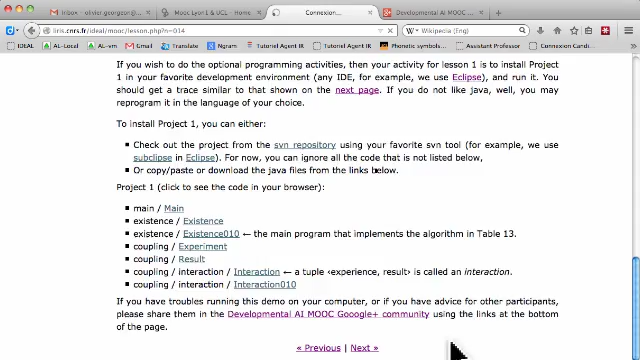 Inbox - olivier.georgeon@...
Mooc Lyon1 & UCL - Home
Connexion...
Developmental AI MOOC ...
liris.cnrs.fr/ideal/mooc/lesson.php?n=014
Wikipedia (Eng)
IDEAL AL-Local AL-vm Gmail Tutoriel Agent IR Tutoriel Agent IR Phonetic symbols... Assistant Professor Connexion Candi...
If you wish to do the optional programming activities, then your activity for lesson 1 is to install Project
1 in your favorite development environment (any IDE, for example, we use Eclipse), and run it. You
should get a trace similar to that shown on the next page. If you do not like java, well, you may
reprogram it in the language of your choice.
To install Project 1, you can either:
Check out the project from the svn repository using your favorite svn tool (for example, we use
subclipse in Eclipse). For now, you can ignore all the code that is not listed below,
Or copy/paste or download the java files from the links below.
Project 1 (click to see the code in your browser):
main / Main
existence / Existence
existence / Existence010 ← the main program that implements the algorithm in Table 13.
coupling / Experiment
coupling / Result
coupling / interaction / Interaction ← a tuple ‹experience, result› is called an interaction.
coupling / interaction / Interaction010
If you have troubles running this demo on your computer, or if you have advice for other participants,
please share them in the Developmental AI MOOC Gooogle+ community using the links at the bottom
of the page.
« Previous | Next »